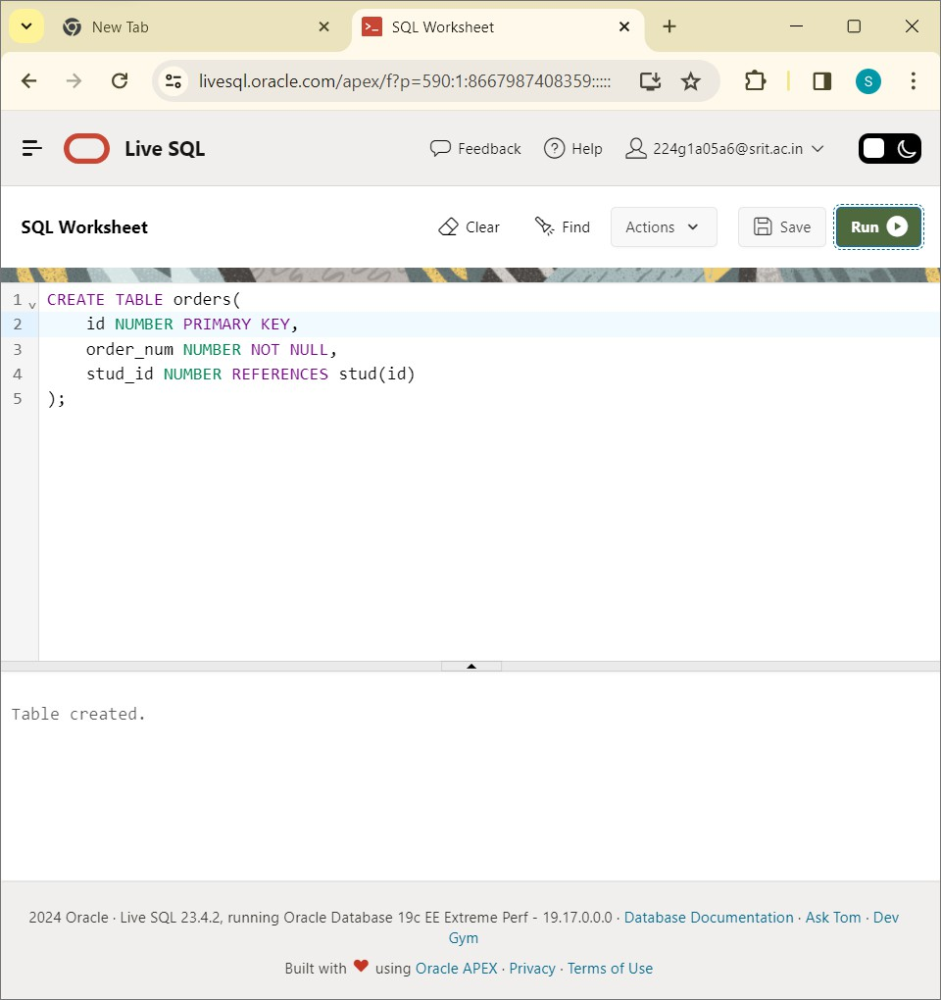 New Tab
SQL Worksheet
livesql.oracle.com/apex/f?p=590:1:8667987408359:::::
S
Live SQL
Feedback
Help
224g1a05a6@srit.ac.in
SQL Worksheet
Clear
Find
Actions
Save
Run
1 CREATE TABLE orders(
2 id NUMBER PRIMARY KEY,
3 order_num NUMBER NOT NULL,
4 stud_id NUMBER REFERENCES stud(id)
5 );
Table created.
2024 Oracle · Live SQL 23.4.2, running Oracle Database 19c EE Extreme Perf - 19.17.0.0.0 · Database Documentation · Ask Tom · Dev
Gym
Built with ❤ using Oracle APEX · Privacy · Terms of Use